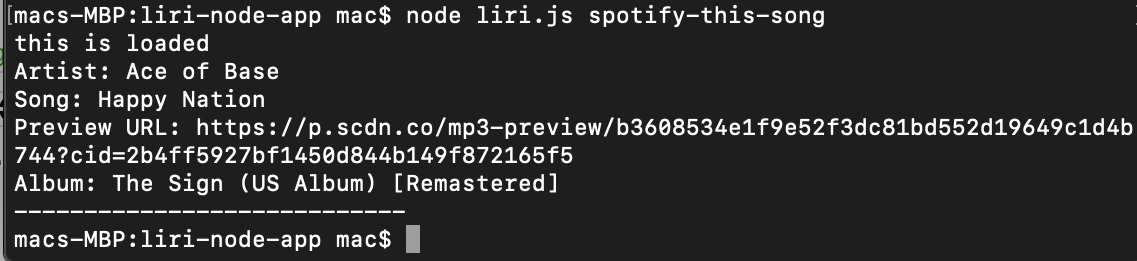 [macs-MBP:liri-node-app mac$ node liri.js spotify-this-song
this is loaded
Artist: Ace of Base
Song: Happy Nation
Preview URL: https://p.scdn.co/mp3-preview/b3608534e1f9e52f3dc81bd552d19649c1d4b
744?cid=2b4ff5927bf1450d844b149f872165f5
Album: The Sign (US Album) [Remastered]
----------------------------
macs-MBP:liri-node-app mac$